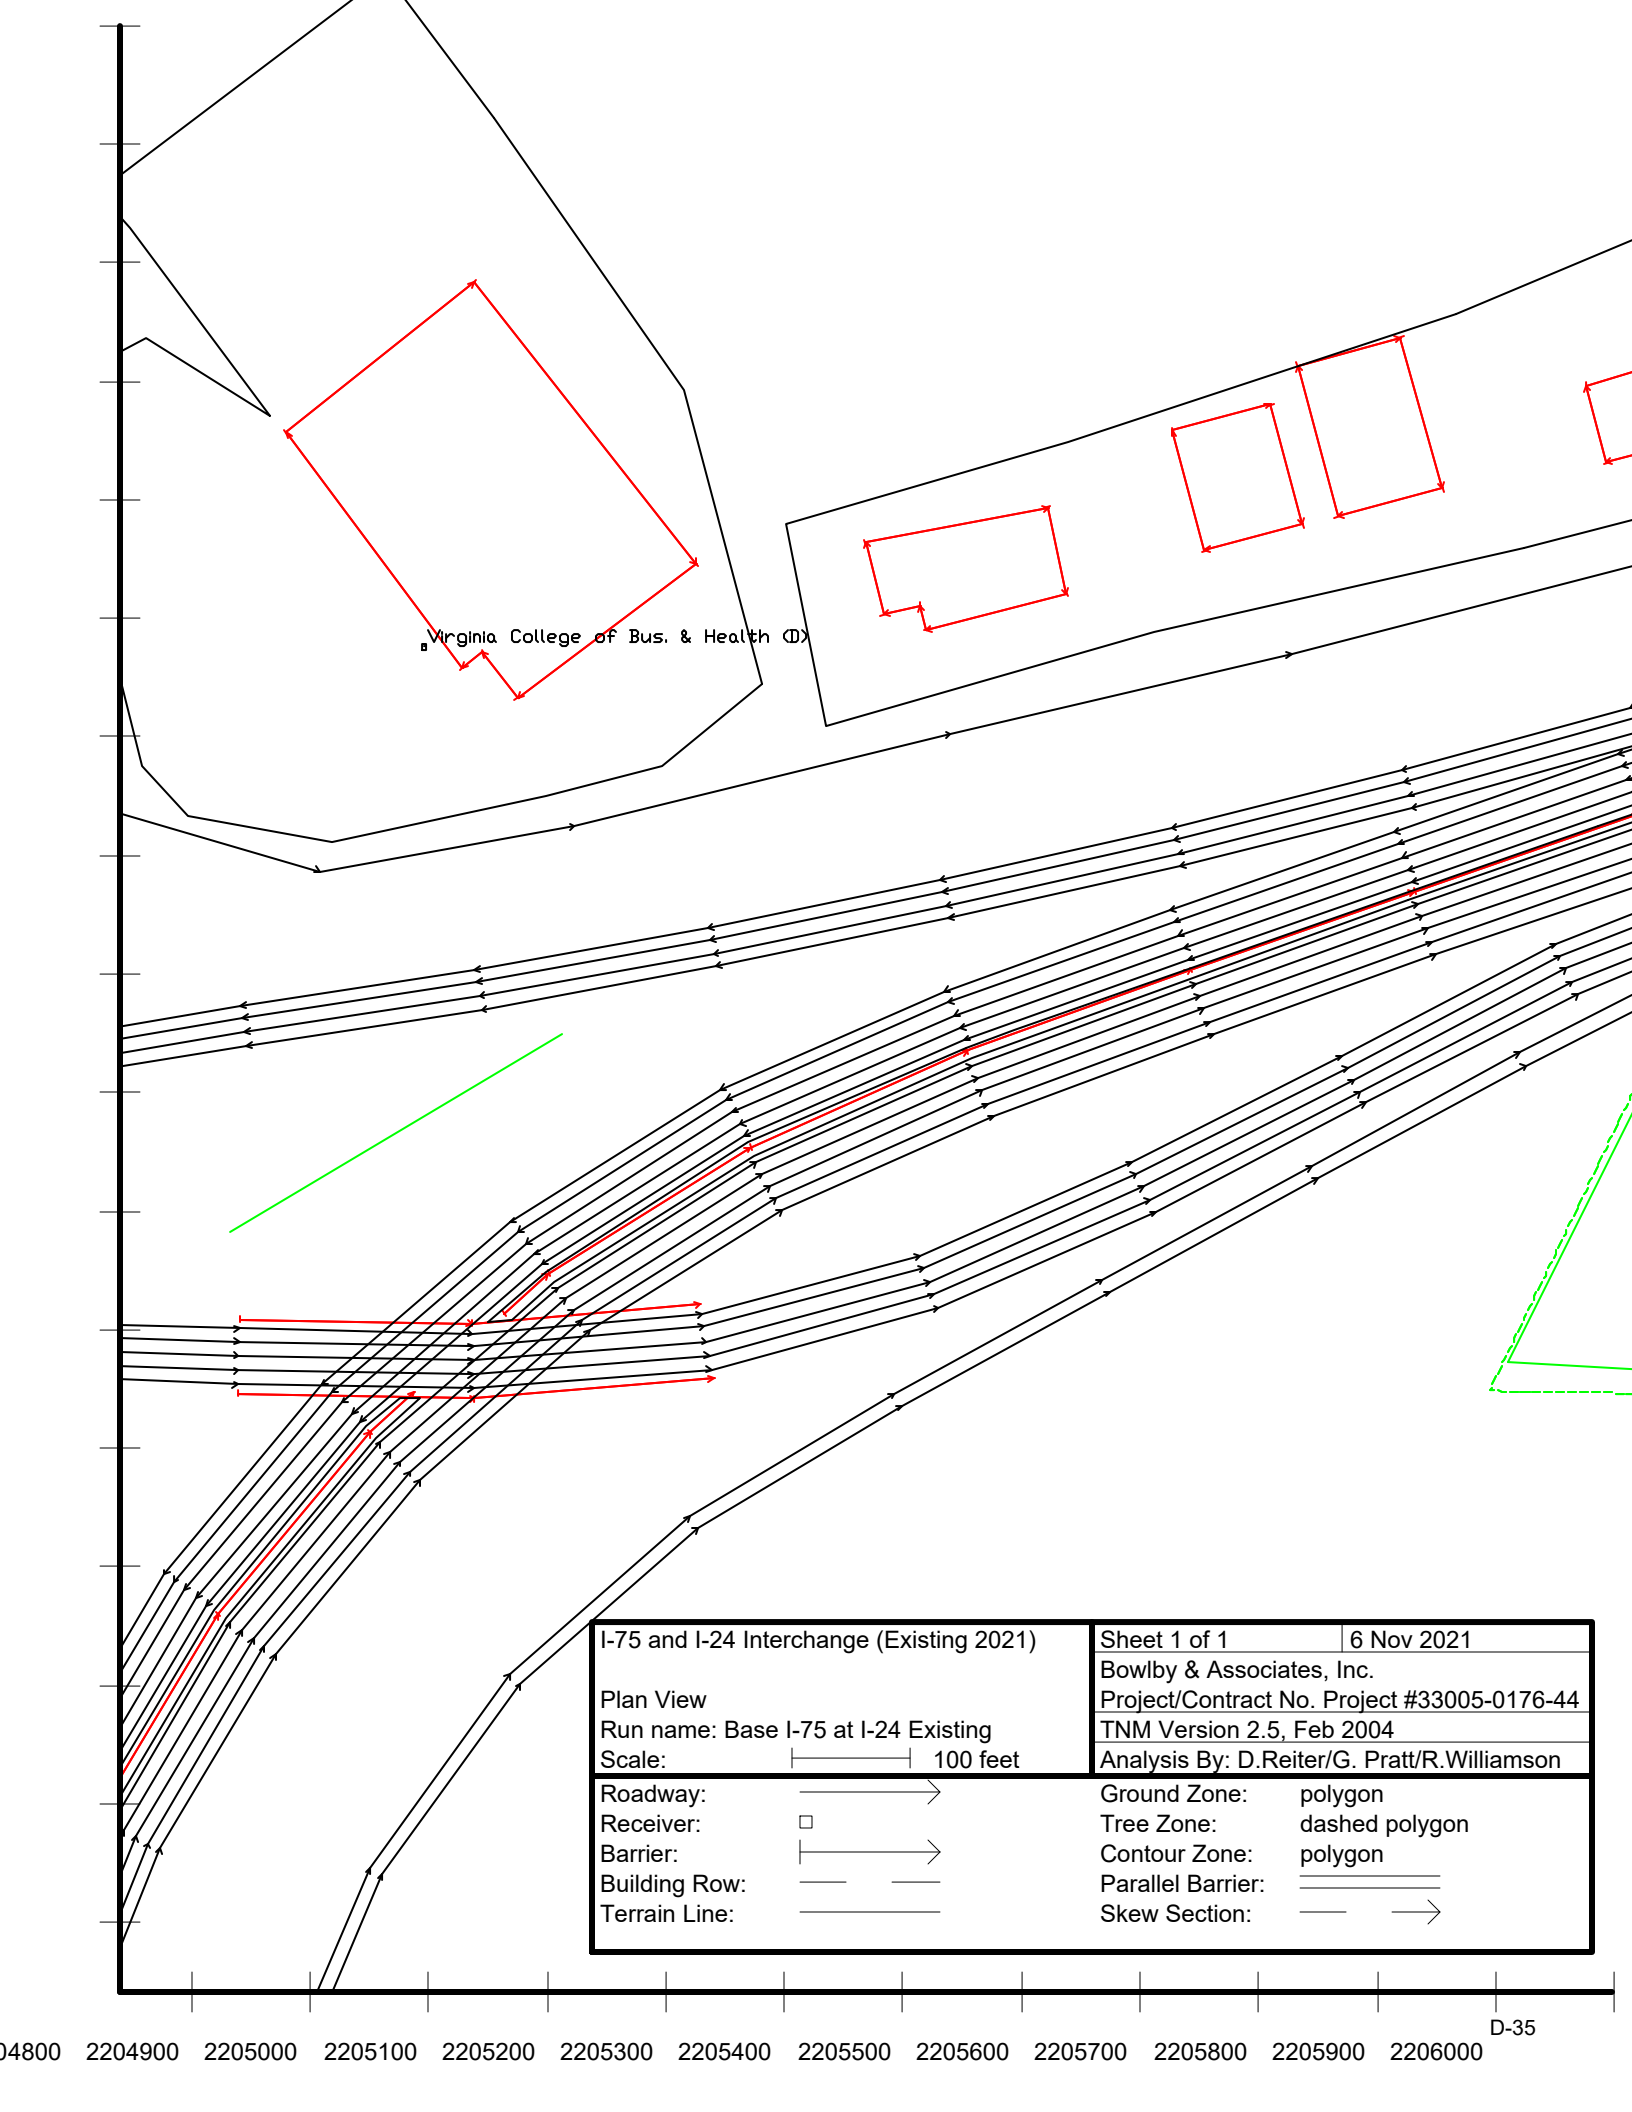 Virginia College of Bus. & Health (D)
I-75 and I-24 Interchange (Existing 2021)
Sheet 1 of 1
6 Nov 2021
Bowlby & Associates, Inc.
Plan View
Project/Contract No. Project #33005-0176-44
Run name: Base I-75 at I-24 Existing
TNM Version 2.5, Feb 2004
Scale:
100 feet
Analysis By: D.Reiter/G. Pratt/R.Williamson
Roadway:
Ground Zone: polygon
Receiver:
Tree Zone: dashed polygon
Barrier:
Contour Zone: polygon
Building Row:
Parallel Barrier:
Terrain Line:
Skew Section:
D-35
04800 2204900 2205000 2205100 2205200 2205300 2205400 2205500 2205600 2205700 2205800 2205900 2206000